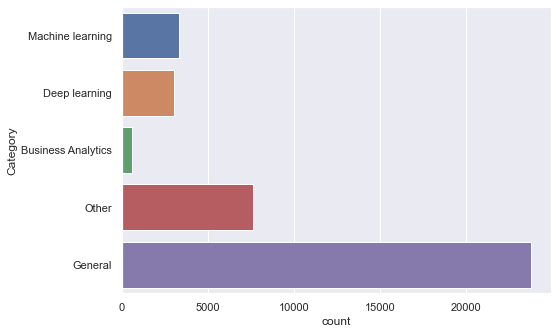 Category
Machine learning
Deep learning
Business Analytics
Other
General
0 5000 10000 15000 20000
count